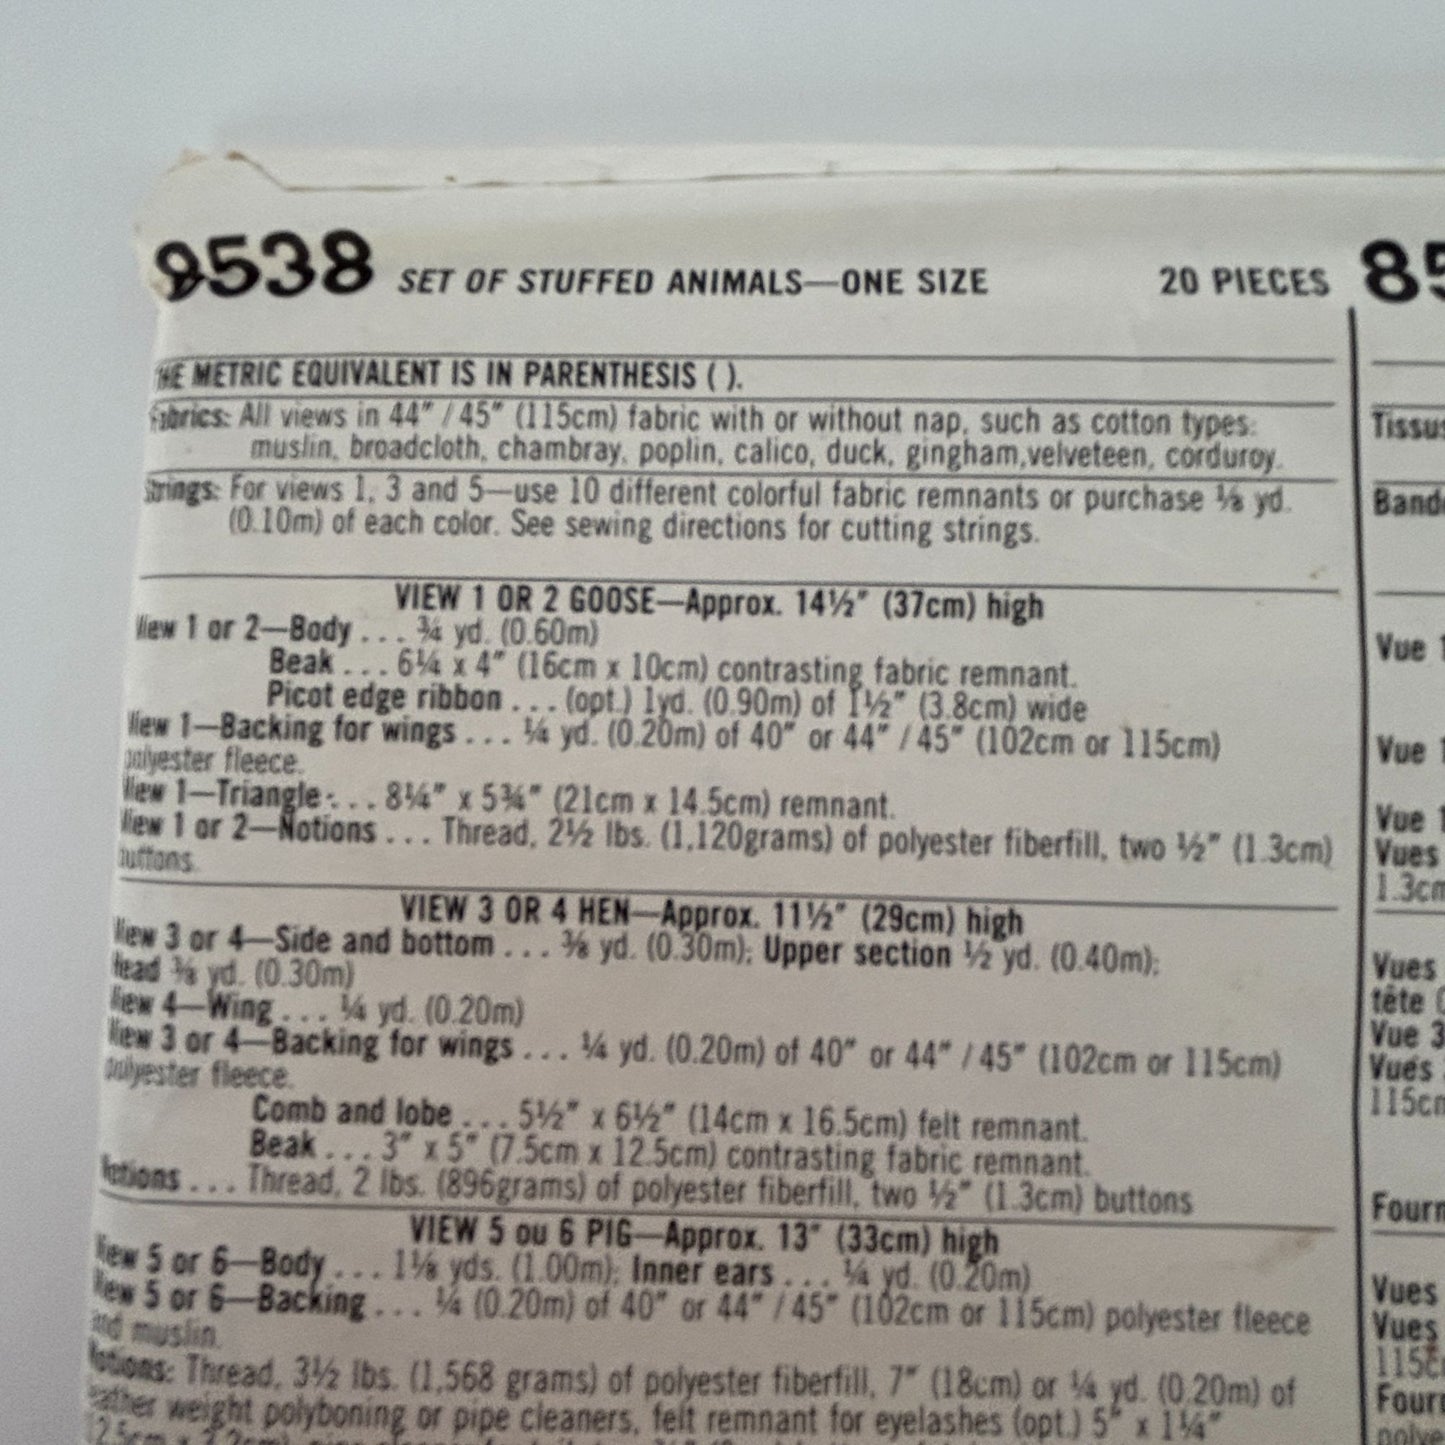 8538 SET OF STUFFED ANIMALS—ONE SIZE 20 PIECES
THE METRIC EQUIVALENT IS IN PARENTHESIS ( ).
Fabrics: All views in 44" / 45" (115cm) fabric with or without nap, such as cotton types:
muslin, broadcloth, chambray, poplin, calico, duck, gingham,velveteen, corduroy.
Strings: For views 1, 3 and 5—use 10 different colorful fabric remnants or purchase ⅛ yd.
(0.10m) of each color. See sewing directions for cutting strings.
VIEW 1 OR 2 GOOSE—Approx. 14½" (37cm) high
View 1 or 2—Body . . . ¾ yd. (0.60m)
Beak . . . 6¼ x 4" (16cm x 10cm) contrasting fabric remnant.
Picot edge ribbon . . . (opt.) 1yd. (0.90m) of 1½" (3.8cm) wide
View 1—Backing for wings . . . ¼ yd. (0.20m) of 40" or 44" / 45" (102cm or 115cm)
polyester fleece.
View 1—Triangle . . . 8¼" x 5¾" (21cm x 14.5cm) remnant.
View 1 or 2—Notions . . . Thread, 2½ lbs. (1,120grams) of polyester fiberfill, two ½" (1.3cm)
buttons.
VIEW 3 OR 4 HEN—Approx. 11½" (29cm) high
View 3 or 4—Side and bottom . . . ⅜ yd. (0.30m); Upper section ½ yd. (0.40m);
Head ⅜ yd. (0.30m)
View 4—Wing . . . ¼ yd. (0.20m)
View 3 or 4—Backing for wings . . . ¼ yd. (0.20m) of 40" or 44" / 45" (102cm or 115cm)
polyester fleece.
Comb and lobe . . . 5½" x 6½" (14cm x 16.5cm) felt remnant.
Beak . . . 3" x 5" (7.5cm x 12.5cm) contrasting fabric remnant.
Notions . . . Thread, 2 lbs. (896grams) of polyester fiberfill, two ½" (1.3cm) buttons
VIEW 5 ou 6 PIG—Approx. 13" (33cm) high
View 5 or 6—Body . . . 1⅛ yds. (1.00m); Inner ears . . . ¼ yd. (0.20m)
View 5 or 6—Backing . . . ¼ (0.20m) of 40" or 44" / 45" (102cm or 115cm) polyester fleece
and muslin.
Notions: Thread, 3½ lbs. (1,568 grams) of polyester fiberfill, 7" (18cm) or ¼ yd. (0.20m) of
feather weight polyboning or pipe cleaners, felt remnant for eyelashes (opt.) 5" x 1¼"
85
Tissus
Vue 1
Vue 1
Vue 1
Vues
1.3cm
Vues
tête
Vue 3
Vues
115cm
Vues
Vues